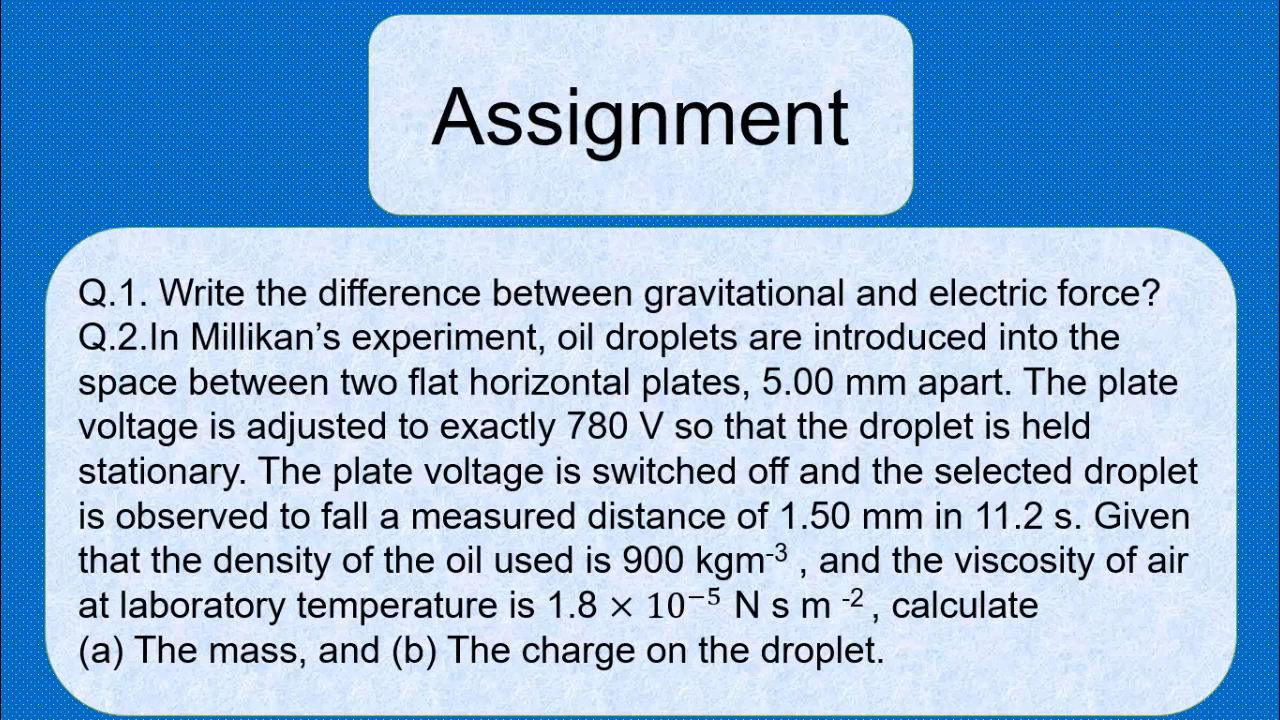 Assignment
Q.1. Write the difference between gravitational and electric force?
Q.2.In Millikan’s experiment, oil droplets are introduced into the
space between two flat horizontal plates, 5.00 mm apart. The plate
voltage is adjusted to exactly 780 V so that the droplet is held
stationary. The plate voltage is switched off and the selected droplet
is observed to fall a measured distance of 1.50 mm in 11.2 s. Given
that the density of the oil used is 900 kgm⁻³ , and the viscosity of air
at laboratory temperature is 1.8 × 10⁻⁵ N s m ⁻² , calculate
(a) The mass, and (b) The charge on the droplet.